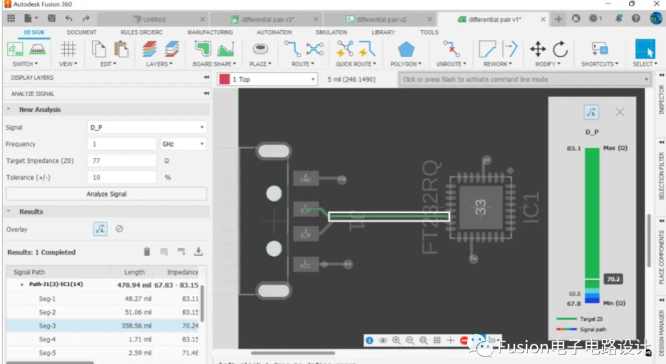 Autodesk Fusion 360
Untitled
differential pair v3*
differential pair v2
differential pair v1*
DESIGN
DOCUMENT
RULES DRC/ERC
MANUFACTURING
AUTOMATION
SIMULATION
LIBRARY
TOOLS
SWITCH
VIEW
EDIT
LAYERS
BOARD SHAPE
PLACE
ROUTE
QUICK ROUTE
POLYGON
UNROUTE
REWORK
MODIFY
SHORTCUTS
SELECT
DISPLAY LAYERS
1 Top
5 mil (246 1490)
Click or press Slash to activate command line mode
ANALYZE SIGNAL
New Analysis
Signal
D_P
Frequency
1
GHz
Target Impedance (Z0)
77
Ω
Tolerance (+/-)
10
%
Analyze Signal
Results
Overlay
Results: 1 Completed
Signal Path
Length
Impedance
Path-J1(3)-IC1(14)
478.94 mil
67.83 - 83.15
Seg-1
48.27 mil
83.11
Seg-2
51.06 mil
83.15
Seg-3
358.56 mil
70.24
Seg-4
1.71 mil
83.15
Seg-5
2.59 mil
71.46
FT232RQ
33
IC1
D_P
83.1
Max (Ω)
70.2
68.8
67.8
Min (Ω)
Target Z0
Signal path
INSPECTOR
SELECTION FILTER
PLACE COMPONENTS
Fusion电子电路设计